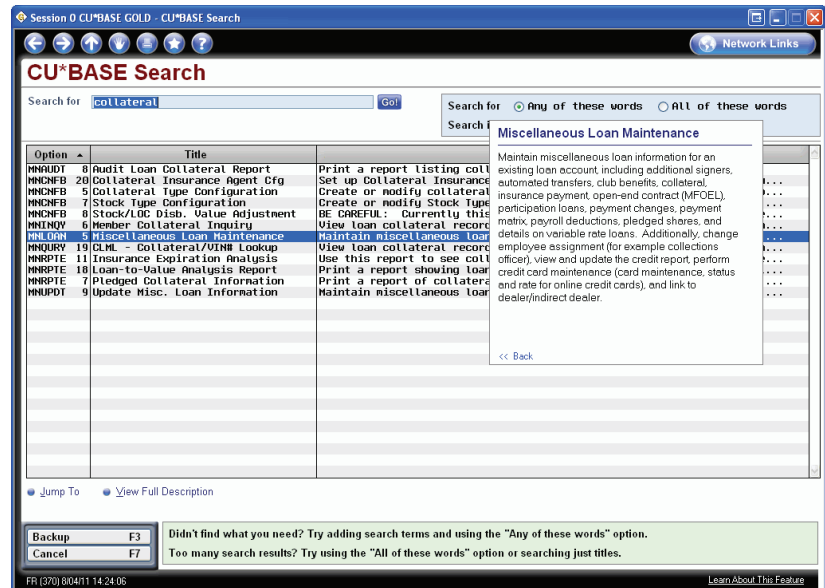 Session 0 CU*BASE GOLD - CU*BASE Search
Network Links
CU*BASE Search
Search for collateral Go!
Search for Any of these words All of these words
Search i
Option Title
MNAUDT 8 Audit Loan Collateral Report Print a report listing coll
MNCNFB 20 Collateral Insurance Agent Cfg Set up Collateral Insurance ...
MNCNFB 5 Collateral Type Configuration Create or modify collateral
MNCNFB 7 Stock Type Configuration Create or modify Stock Type ...
MNCNFB 8 Stock/LOC Disb. Value Adjustment BE CAREFUL: Currently this ...
MNINQY 6 Member Collateral Inquiry View loan collateral record ...
MNLOAN 5 Miscellaneous Loan Maintenance Maintain miscellaneous loan ...
MNQURY 19 CLML - Collateral/VIN# Lookup View loan collateral record ...
MNRPTE 11 Insurance Expiration Analysis Use this report to see coll ...
MNRPTE 18 Loan-to-Value Analysis Report Print a report showing loan ...
MNRPTE 7 Pledged Collateral Information Print a report of collatera ...
MNUPDT 9 Update Misc. Loan Information Maintain miscellaneous loan ...
Miscellaneous Loan Maintenance
Maintain miscellaneous loan information for an
existing loan account, including additional signers,
automated transfers, club benefits, collateral,
insurance payment, open-end contract (MFOEL),
participation loans, payment changes, payment
matrix, payroll deductions, pledged shares, and
details on variable rate loans. Additionally, change
employee assignment (for example collections
officer), view and update the credit report, perform
credit card maintenance (card maintenance, status
and rate for online credit cards), and link to
dealer/indirect dealer.
<< Back
Jump To View Full Description
Backup F3
Cancel F7
Didn't find what you need? Try adding search terms and using the "Any of these words" option.
Too many search results? Try using the "All of these words" option or searching just titles.
FR (370) 8/04/11 14:24:06 Learn About This Feature